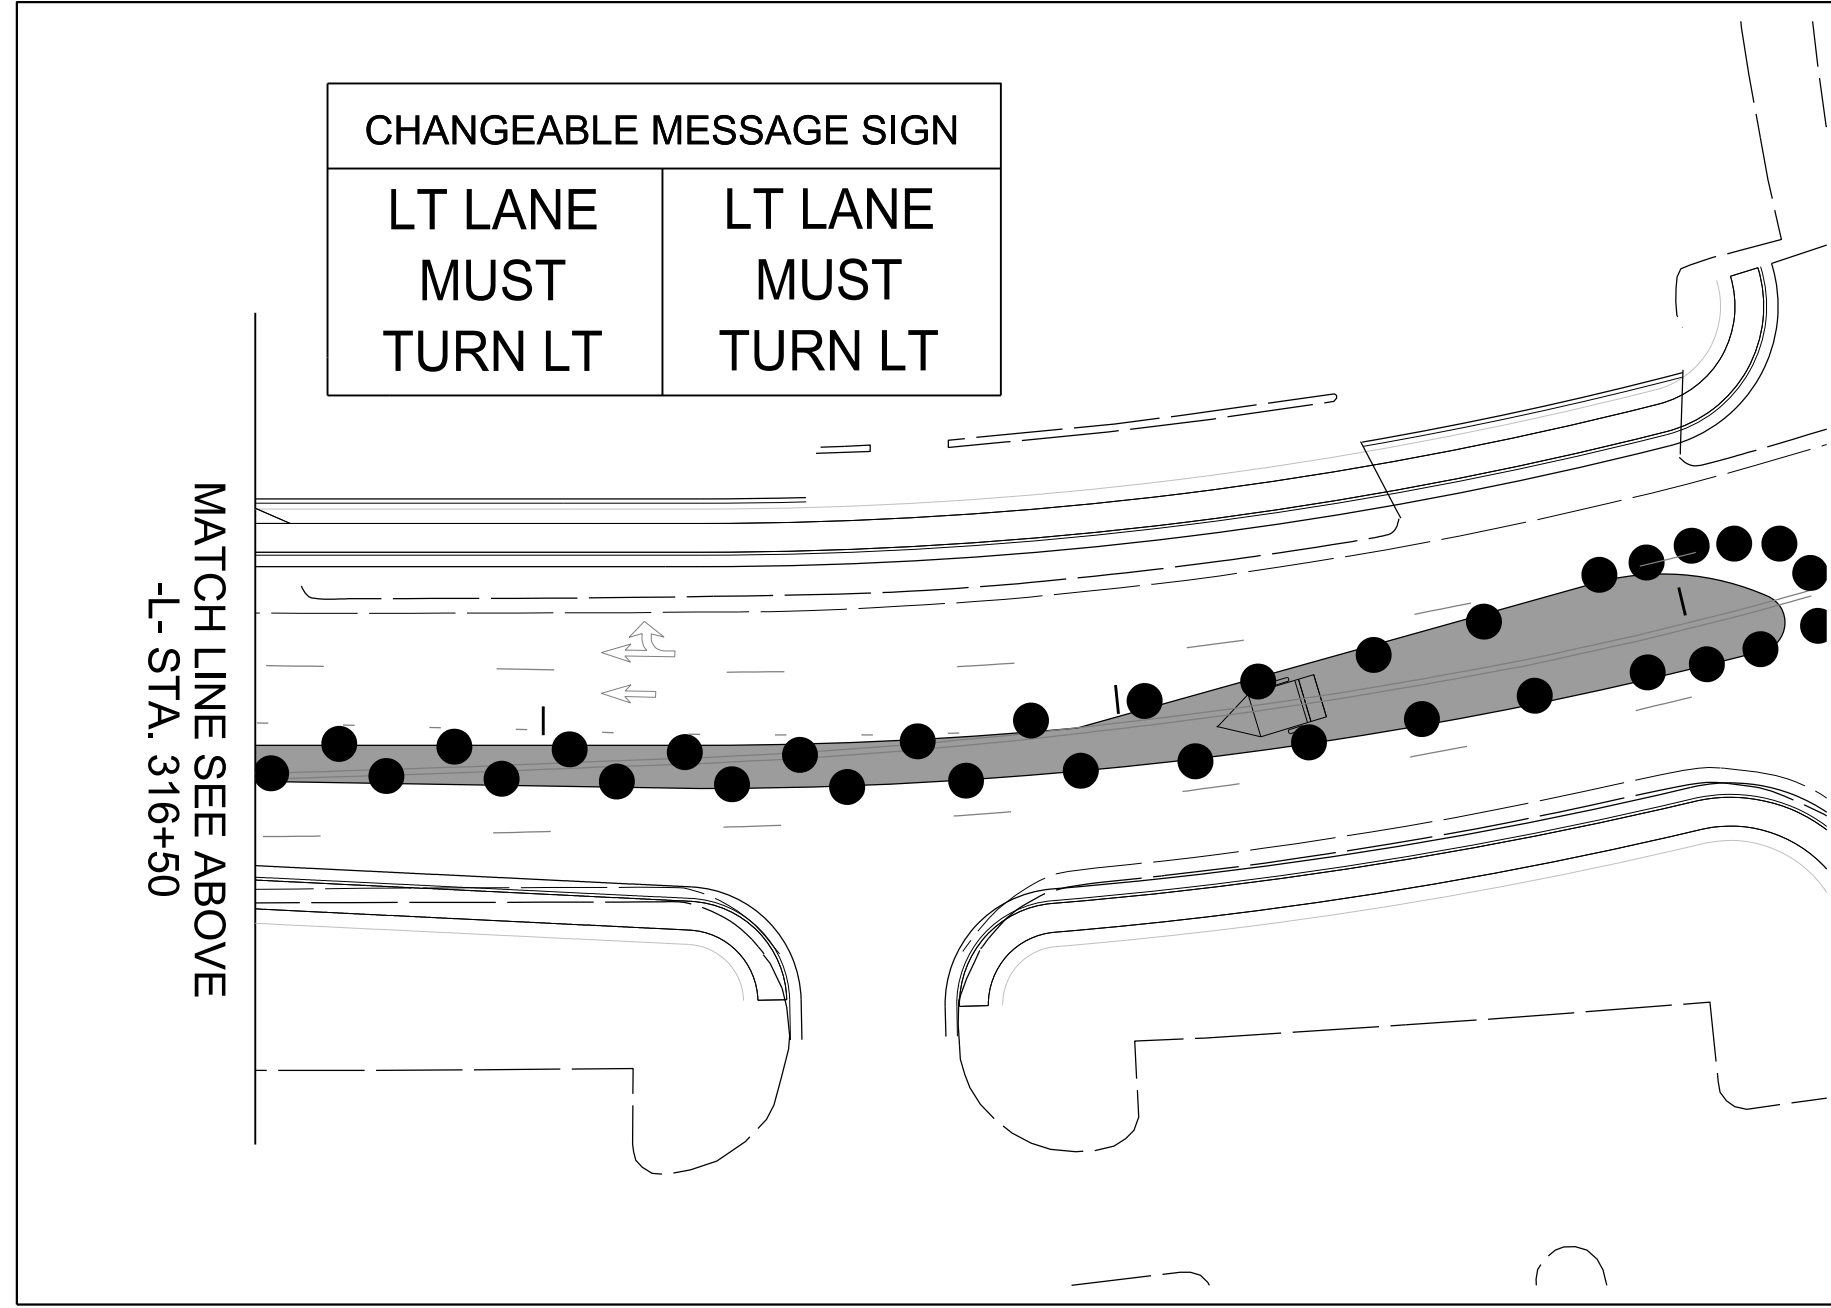 CHANGEABLE MESSAGE SIGN
LT LANE
MUST
TURN LT
LT LANE
MUST
TURN LT
MATCH LINE SEE ABOVE
-L- STA. 316+50